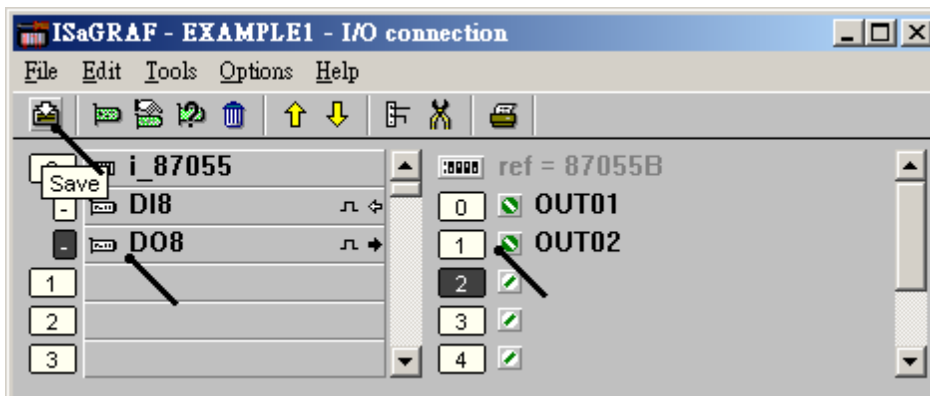 ISaGRAF - EXAMPLE1 - I/O connection
File Edit Tools Options Help
Save
i_87055
- DI8
- DO8
1
2
3
ref = 87055B
0 OUT01
1 OUT02
2
3
4